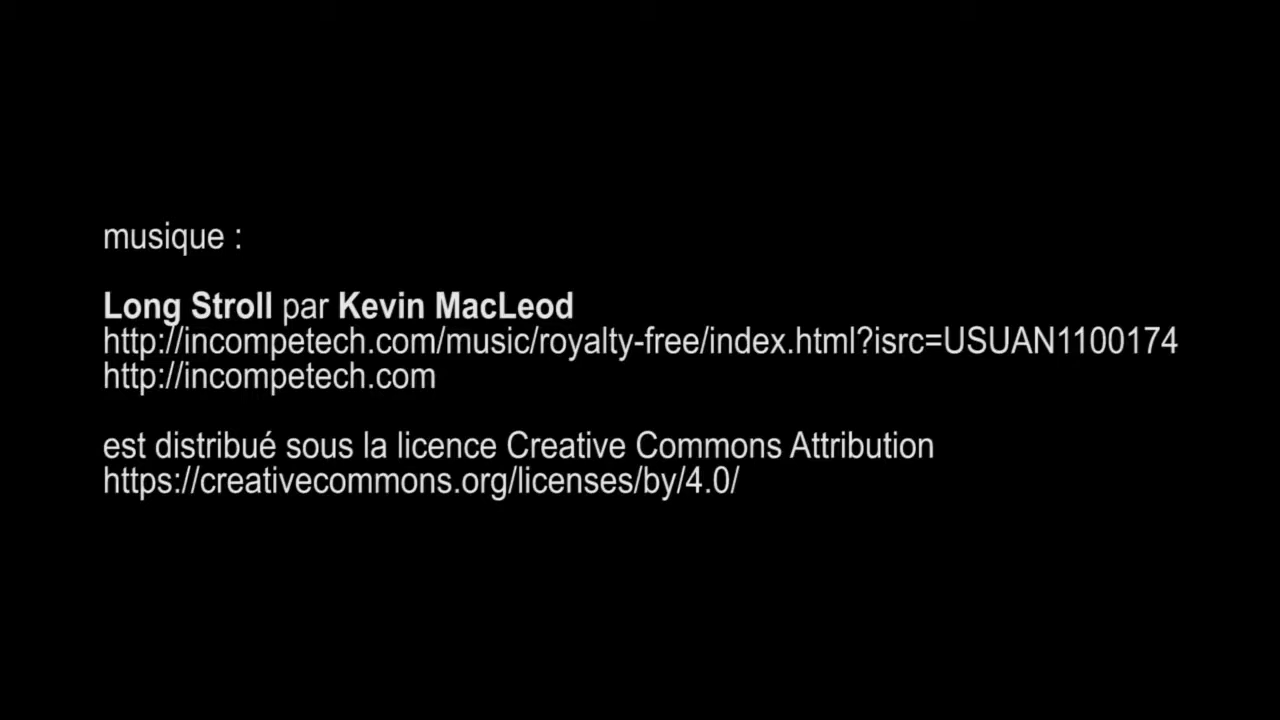 musique :
Long Stroll par Kevin MacLeod
http://incompetech.com/music/royalty-free/index.html?isrc=USUAN1100174
http://incompetech.com
est distribué sous la licence Creative Commons Attribution
https://creativecommons.org/licenses/by/4.0/